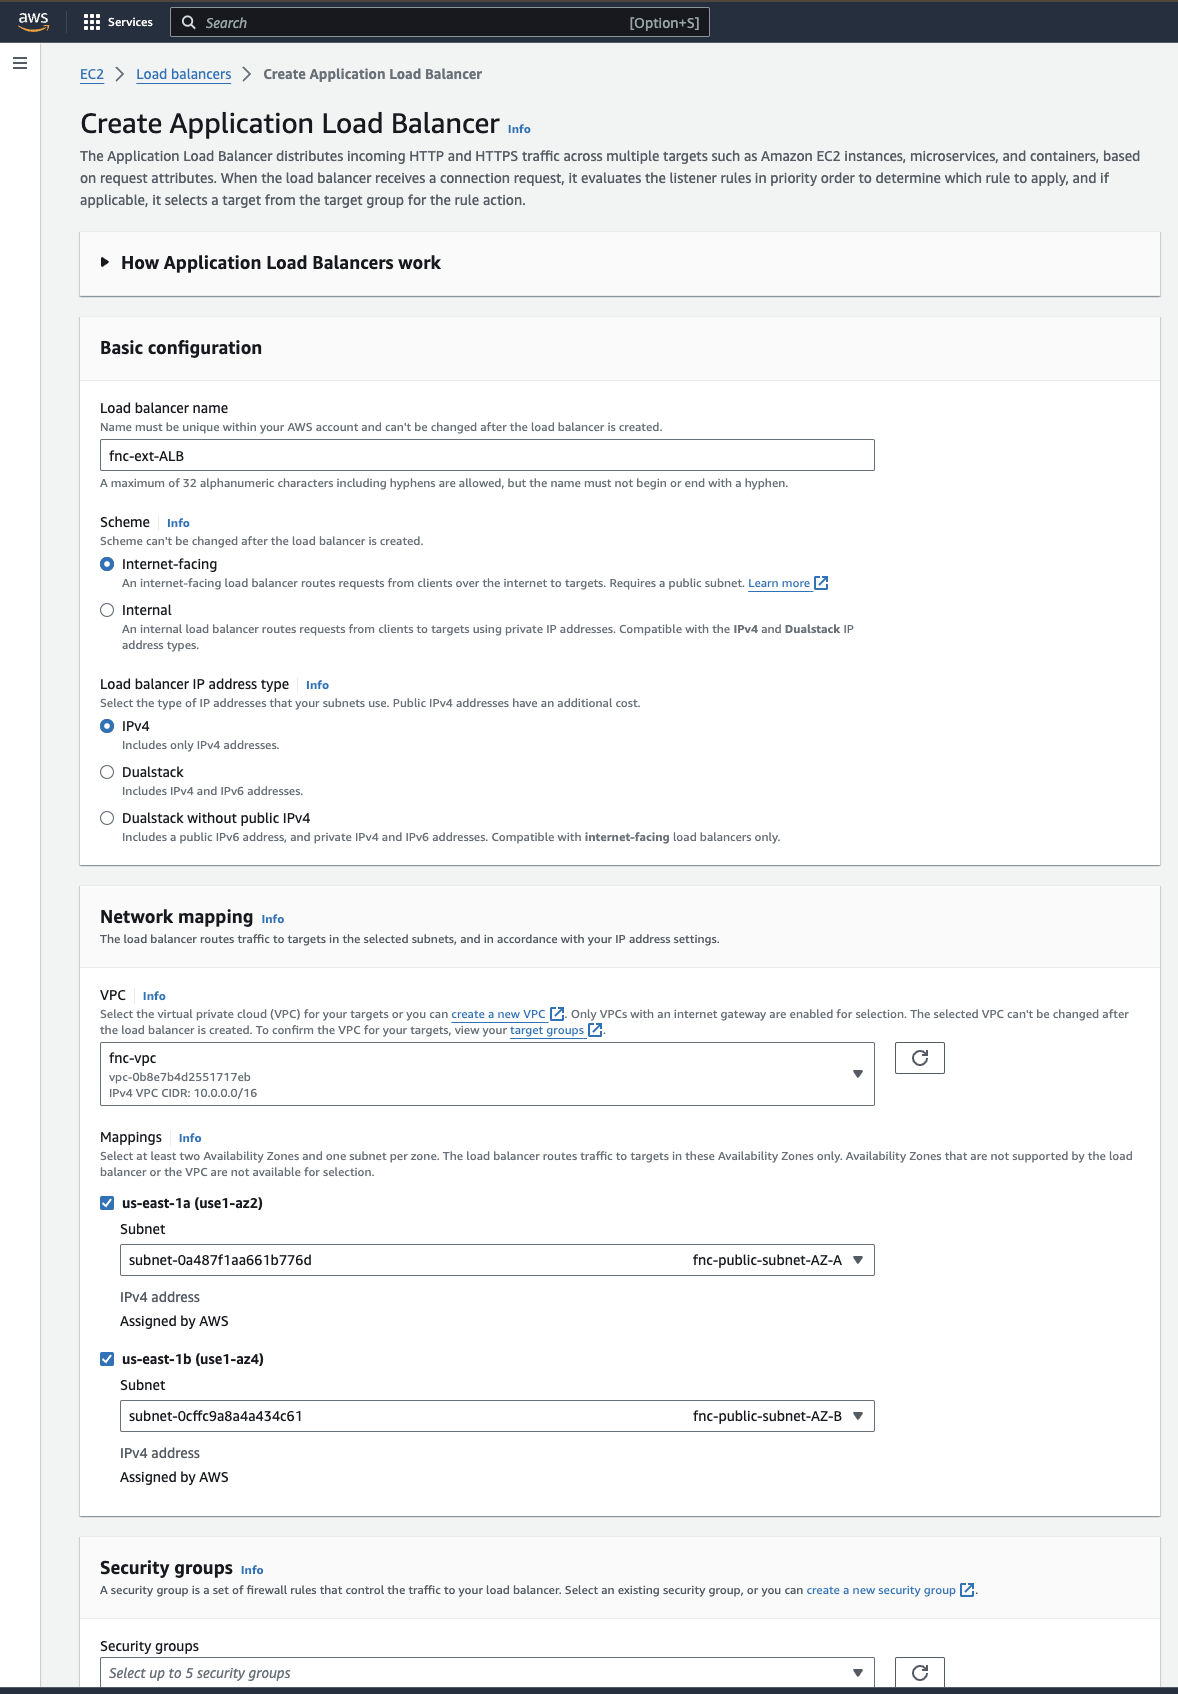 aws
Services
Search
[Option+S]
EC2 > Load balancers > Create Application Load Balancer
Create Application Load Balancer Info
The Application Load Balancer distributes incoming HTTP and HTTPS traffic across multiple targets such as Amazon EC2 instances, microservices, and containers, based
on request attributes. When the load balancer receives a connection request, it evaluates the listener rules in priority order to determine which rule to apply, and if
applicable, it selects a target from the target group for the rule action.
How Application Load Balancers work
Basic configuration
Load balancer name
Name must be unique within your AWS account and can't be changed after the load balancer is created.
fnc-ext-ALB
A maximum of 32 alphanumeric characters including hyphens are allowed, but the name must not begin or end with a hyphen.
Scheme Info
Scheme can't be changed after the load balancer is created.
Internet-facing
An internet-facing load balancer routes requests from clients over the internet to targets. Requires a public subnet. Learn more
Internal
An internal load balancer routes requests from clients to targets using private IP addresses. Compatible with the IPv4 and Dualstack IP
address types.
Load balancer IP address type Info
Select the type of IP addresses that your subnets use. Public IPv4 addresses have an additional cost.
IPv4
Includes only IPv4 addresses.
Dualstack
Includes IPv4 and IPv6 addresses.
Dualstack without public IPv4
Includes a public IPv6 address, and private IPv4 and IPv6 addresses. Compatible with internet-facing load balancers only.
Network mapping Info
The load balancer routes traffic to targets in the selected subnets, and in accordance with your IP address settings.
VPC Info
Select the virtual private cloud (VPC) for your targets or you can create a new VPC. Only VPCs with an internet gateway are enabled for selection. The selected VPC can't be changed after
the load balancer is created. To confirm the VPC for your targets, view your target groups.
fnc-vpc
vpc-0b8e7b4d2551717eb
IPv4 VPC CIDR: 10.0.0.0/16
Mappings Info
Select at least two Availability Zones and one subnet per zone. The load balancer routes traffic to targets in these Availability Zones only. Availability Zones that are not supported by the load
balancer or the VPC are not available for selection.
us-east-1a (use1-az2)
Subnet
subnet-0a487f1aa661b776d fnc-public-subnet-AZ-A
IPv4 address
Assigned by AWS
us-east-1b (use1-az4)
Subnet
subnet-0cffc9a8a4a434c61 fnc-public-subnet-AZ-B
IPv4 address
Assigned by AWS
Security groups Info
A security group is a set of firewall rules that control the traffic to your load balancer. Select an existing security group, or you can create a new security group.
Security groups
Select up to 5 security groups